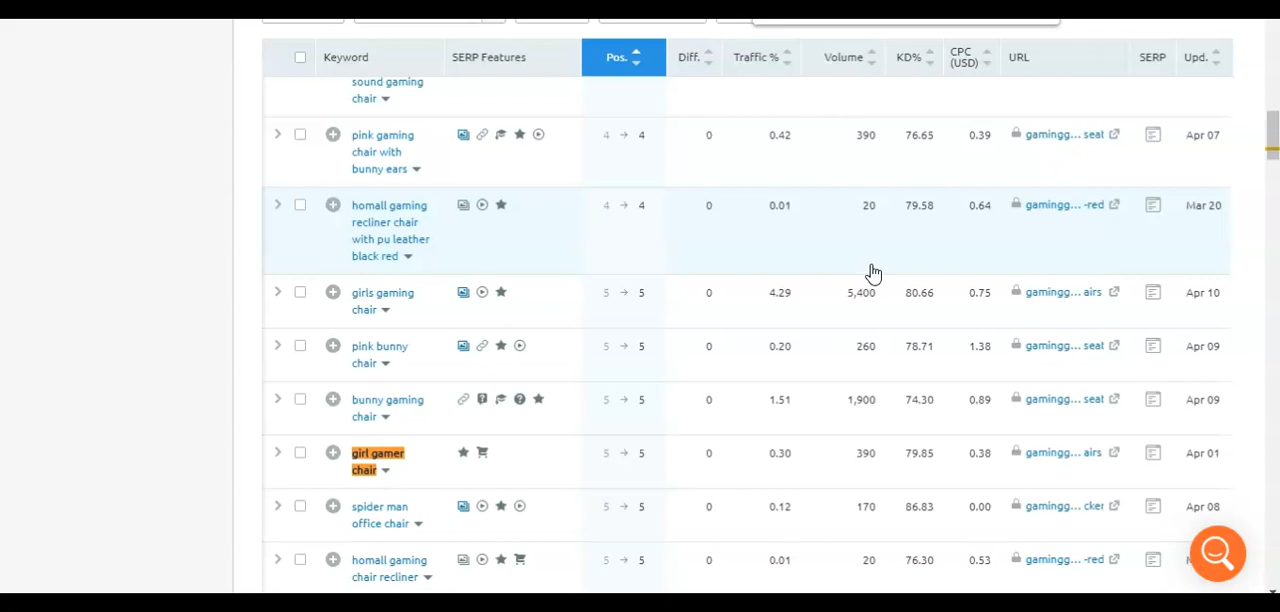 Keyword SERP Features Pos. Diff. Traffic % Volume KD% CPC (USD) URL SERP Upd.
sound gaming
chair
pink gaming
chair with
bunny ears
4 → 4 0 0.42 390 76.65 0.39 gamingg... seat Apr 07
homall gaming
recliner chair
with pu leather
black red
4 → 4 0 0.01 20 79.58 0.64 gamingg... -red Mar 20
girls gaming
chair
5 → 5 0 4.29 5,400 80.66 0.75 gamingg... airs Apr 10
pink bunny
chair
5 → 5 0 0.20 260 78.71 1.38 gamingg... seat Apr 09
bunny gaming
chair
5 → 5 0 1.51 1,900 74.30 0.89 gamingg... seat Apr 09
girl gamer
chair
5 → 5 0 0.30 390 79.85 0.38 gamingg... airs Apr 01
spider man
office chair
5 → 5 0 0.12 170 86.83 0.00 gamingg... cker Apr 08
homall gaming
chair recliner
5 → 5 0 0.01 20 76.30 0.53 gamingg... -red